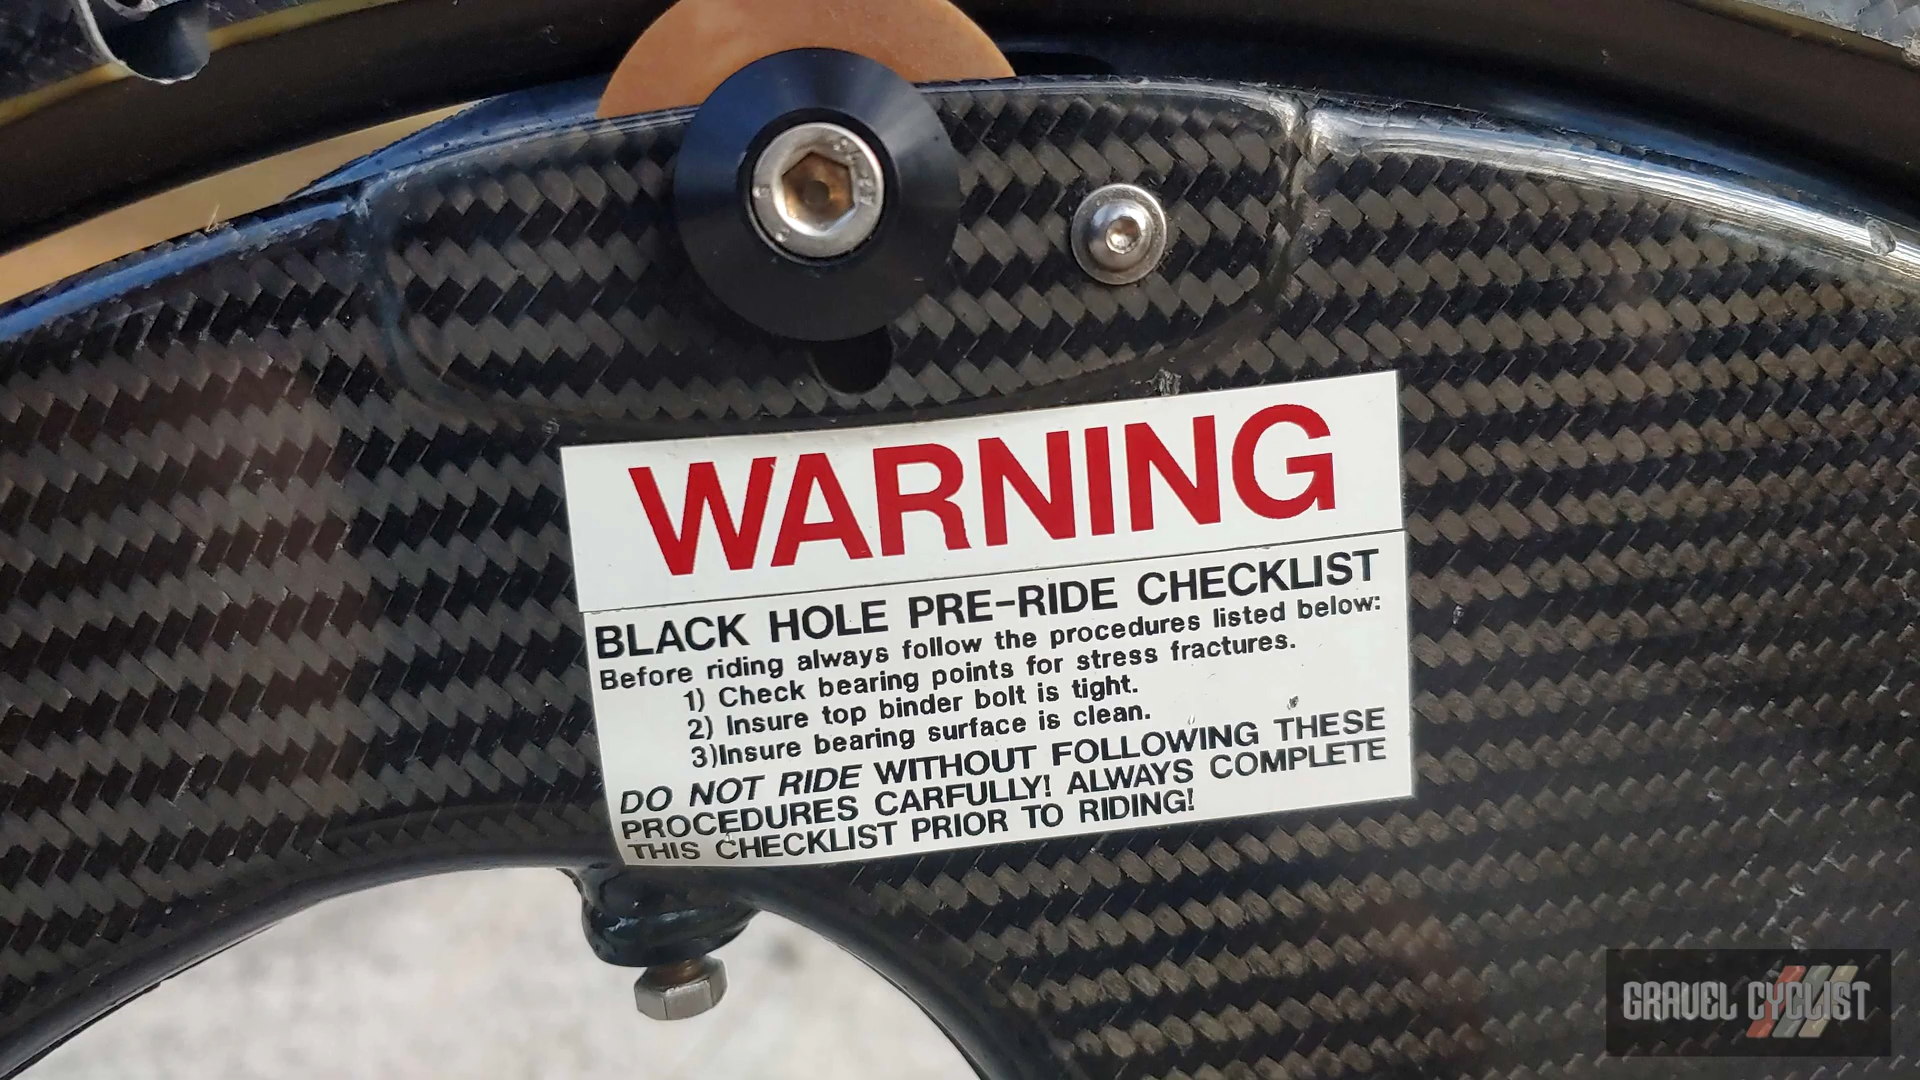 WARNING
BLACK HOLE PRE-RIDE CHECKLIST
Before riding always follow the procedures listed below:
1) Check bearing points for stress fractures.
2) Insure top binder bolt is tight.
3)Insure bearing surface is clean.
DO NOT RIDE WITHOUT FOLLOWING THESE
PROCEDURES CARFULLY! ALWAYS COMPLETE
THIS CHECKLIST PRIOR TO RIDING!
GRAVEL CYCLIST